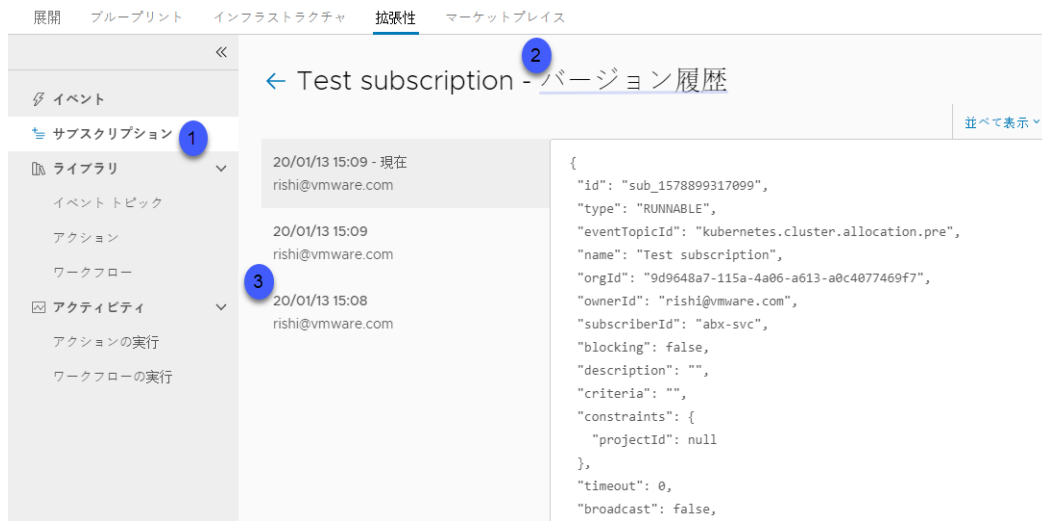 展開 ブループリント インフラストラクチャ 拡張性 マーケットプレイス
«
2
← Test subscription - バージョン履歴
イベント
サブスクリプション
1
ライブラリ
イベント トピック
アクション
ワークフロー
アクティビティ
アクションの実行
ワークフローの実行
並べて表示
20/01/13 15:09 - 現在
rishi@vmware.com
20/01/13 15:09
rishi@vmware.com
3
20/01/13 15:08
rishi@vmware.com
{
"id": "sub_1578899317099",
"type": "RUNNABLE",
"eventTopicId": "kubernetes.cluster.allocation.pre",
"name": "Test subscription",
"orgId": "9d9648a7-115a-4a06-a613-a0c4077469f7",
"ownerId": "rishi@vmware.com",
"subscriberId": "abx-svc",
"blocking": false,
"description": "",
"criteria": "",
"constraints": {
"projectId": null
},
"timeout": 0,
"broadcast": false,